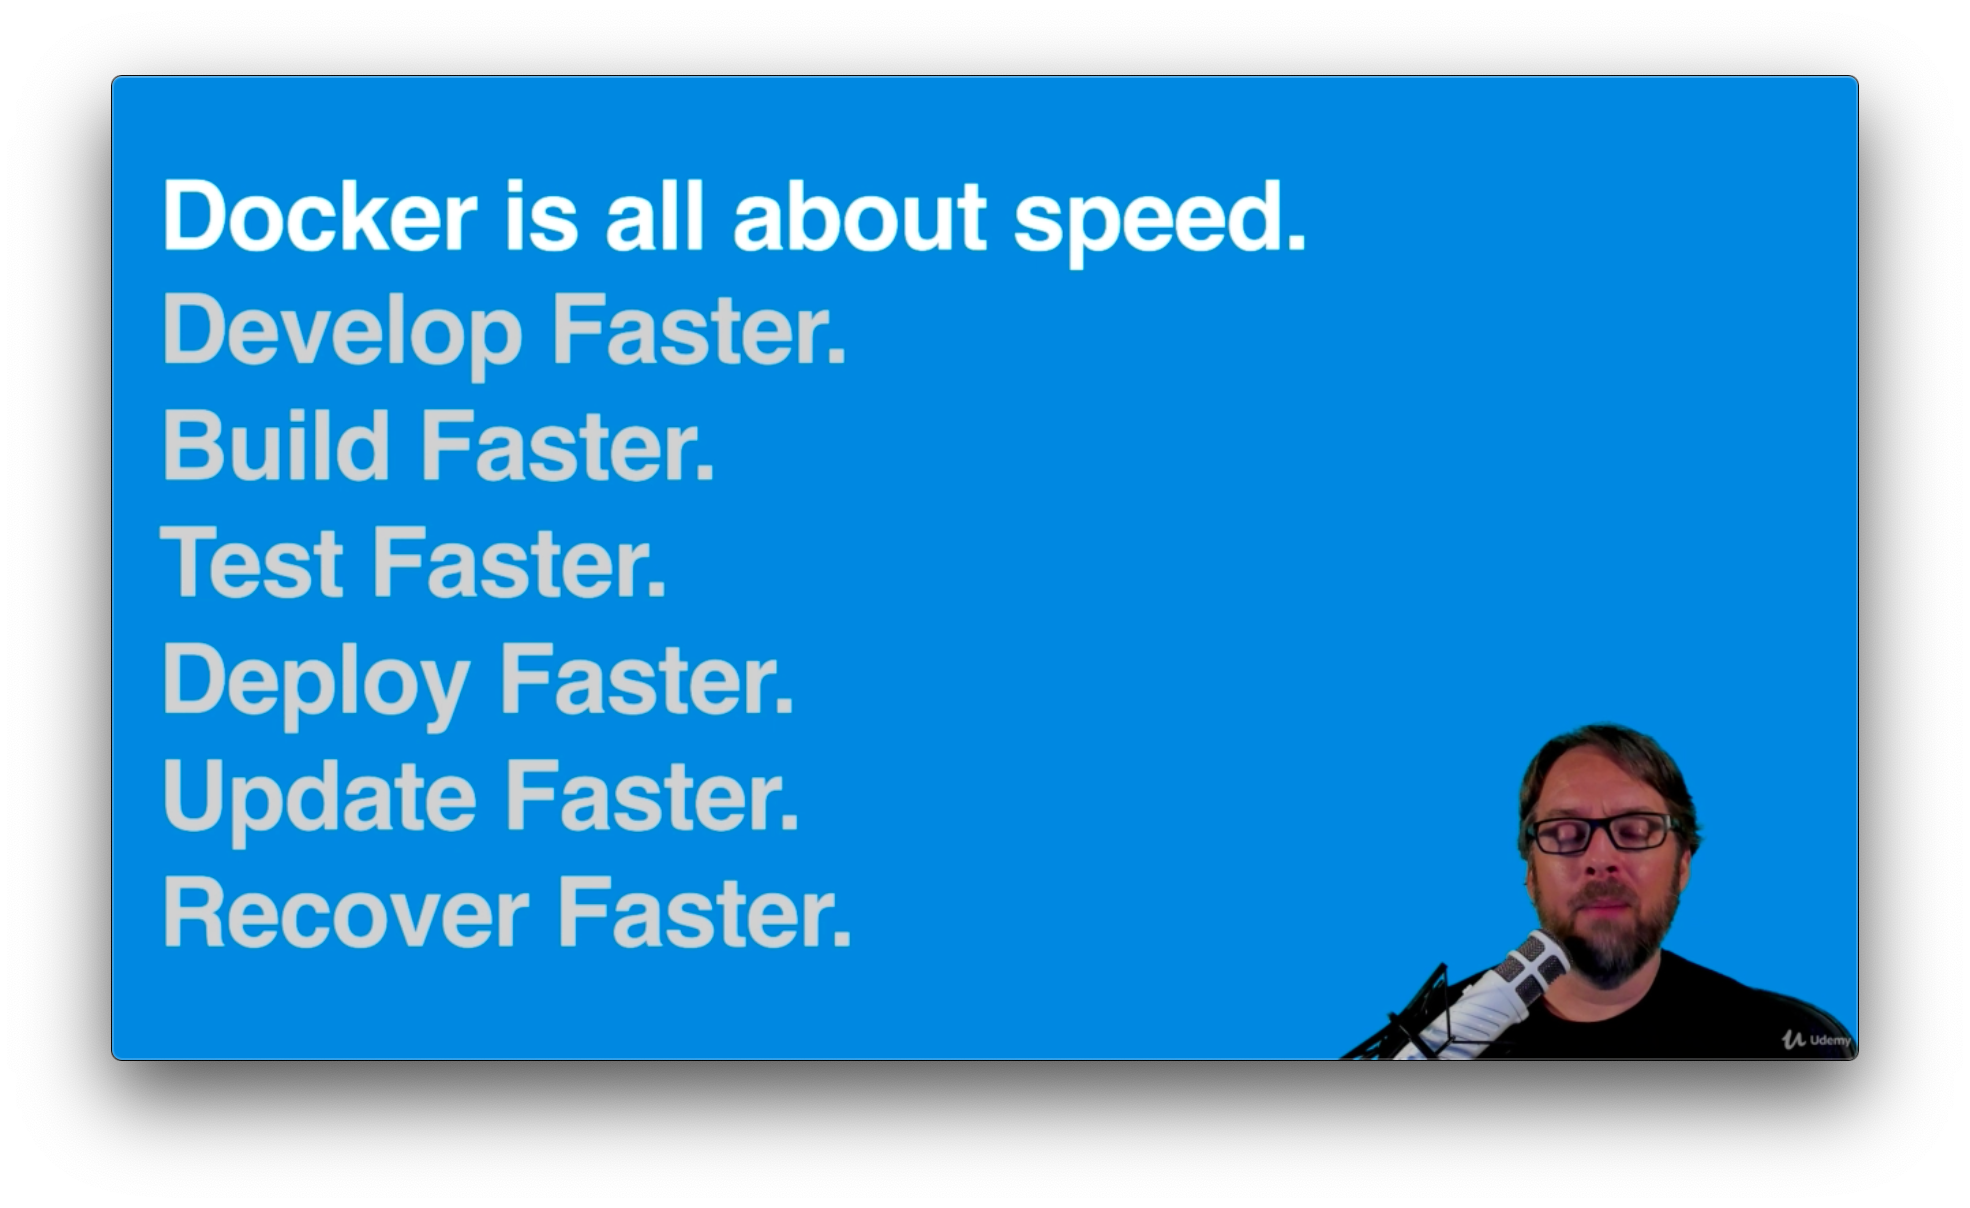 Docker is all about speed.
Develop Faster.
Build Faster.
Test Faster.
Deploy Faster.
Update Faster.
Recover Faster.
Udemy